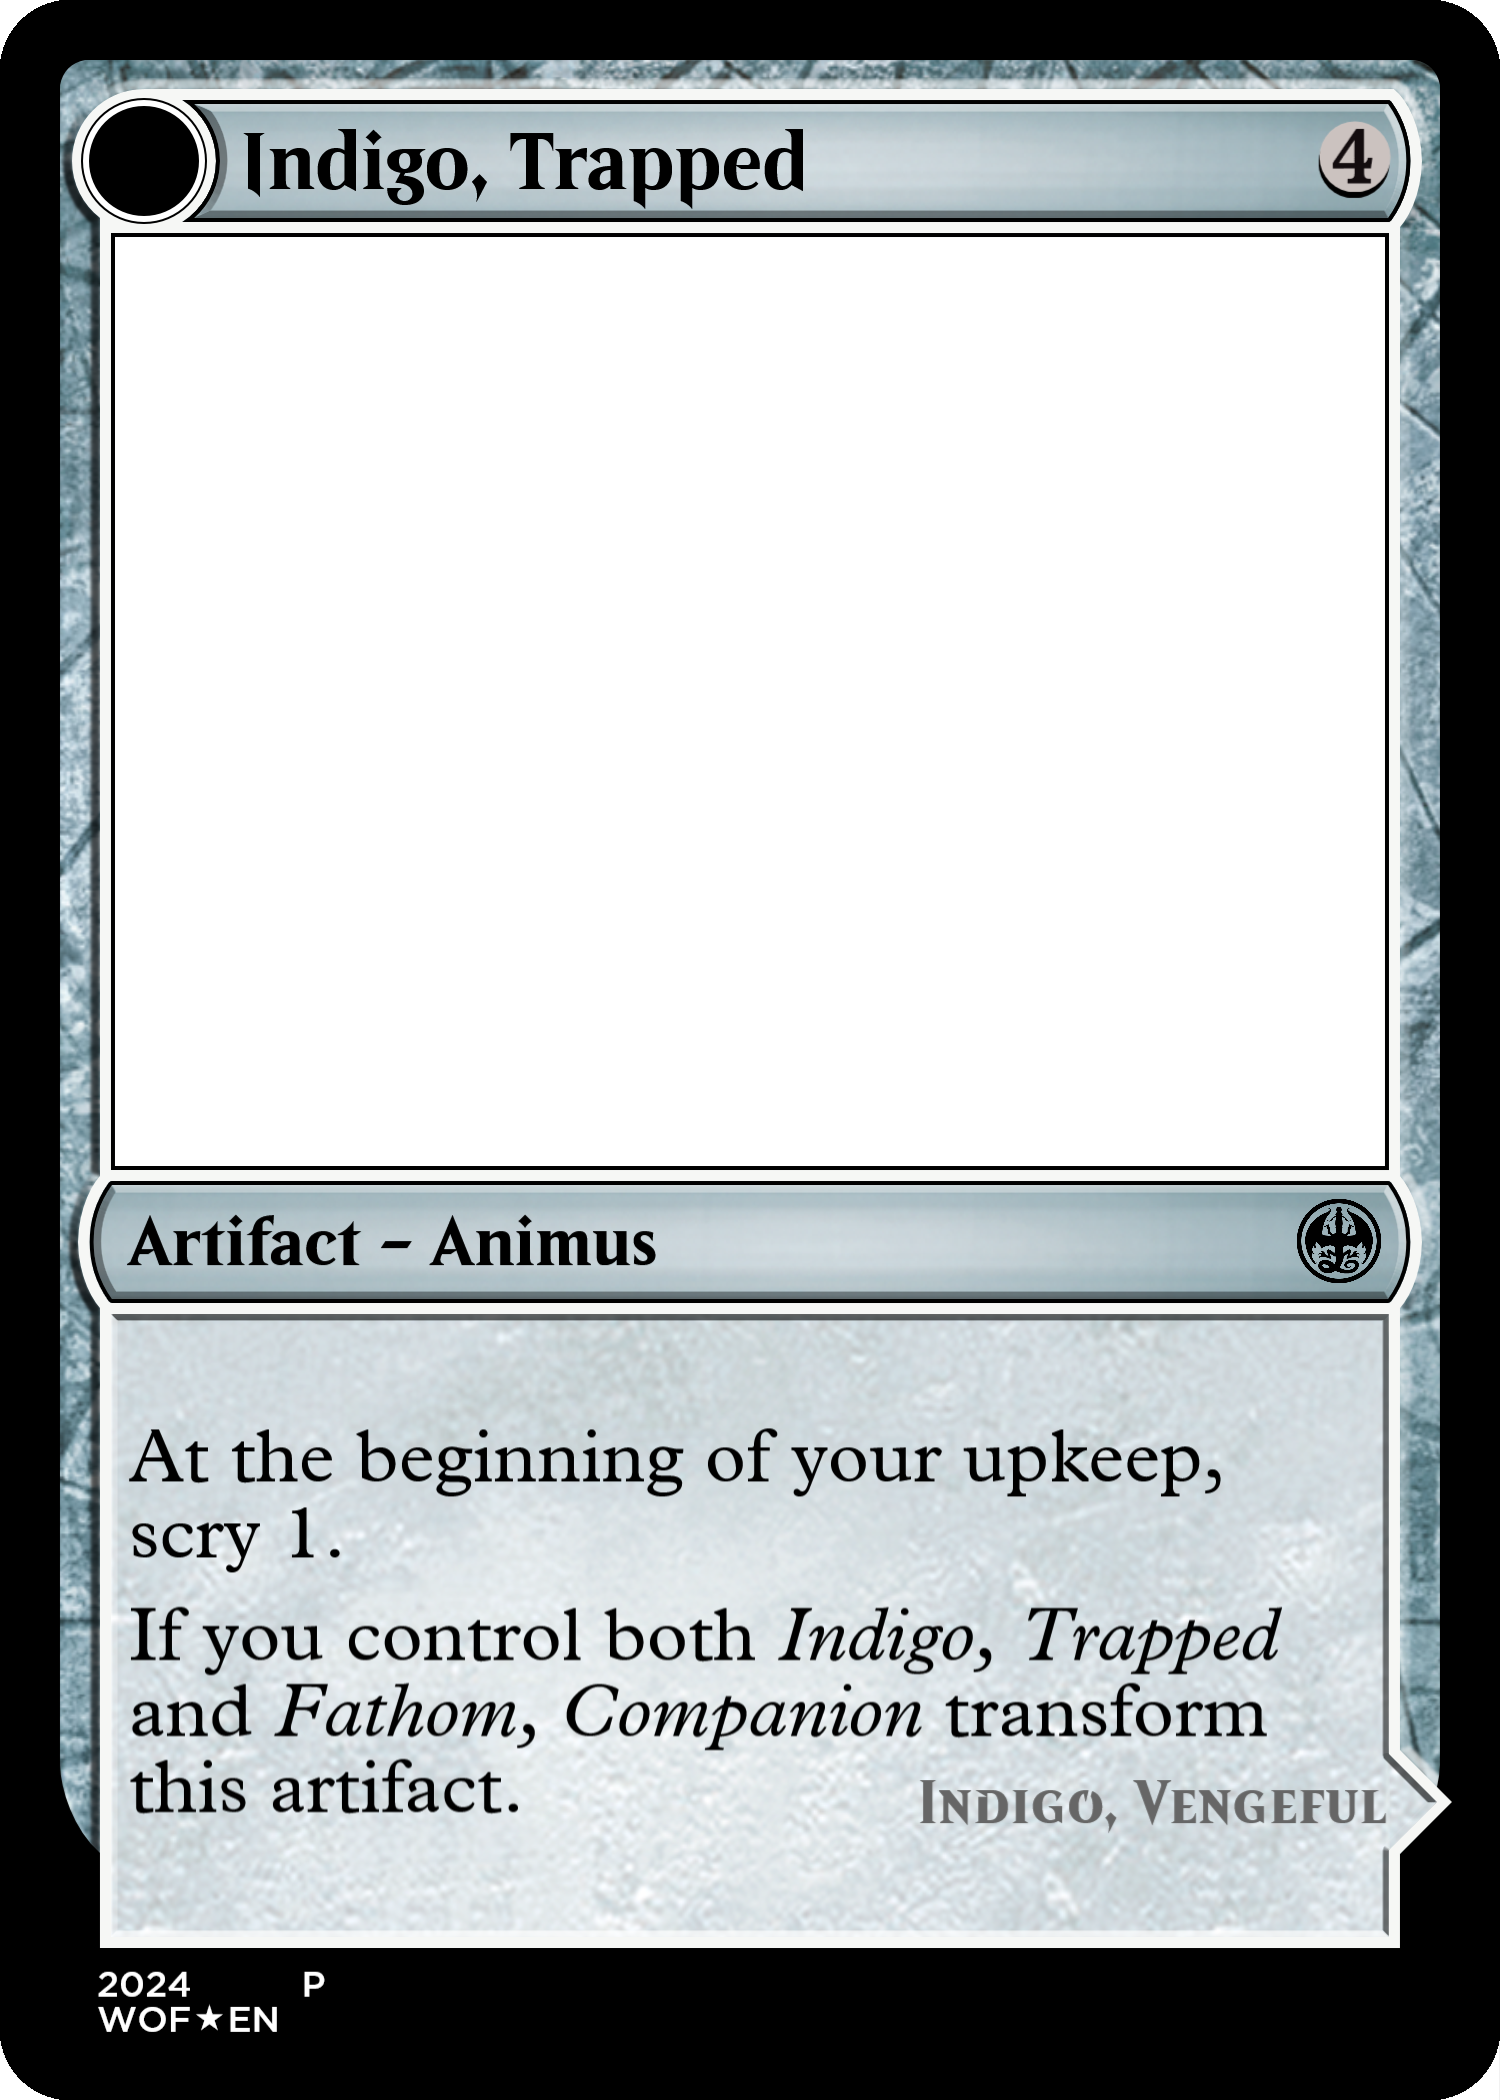 Indigo, Trapped
4
Artifact – Animus
At the beginning of your upkeep,
scry 1.
If you control both Indigo, Trapped
and Fathom, Companion transform
this artifact.
Indigo, Vengeful
2024 P
WOF★EN